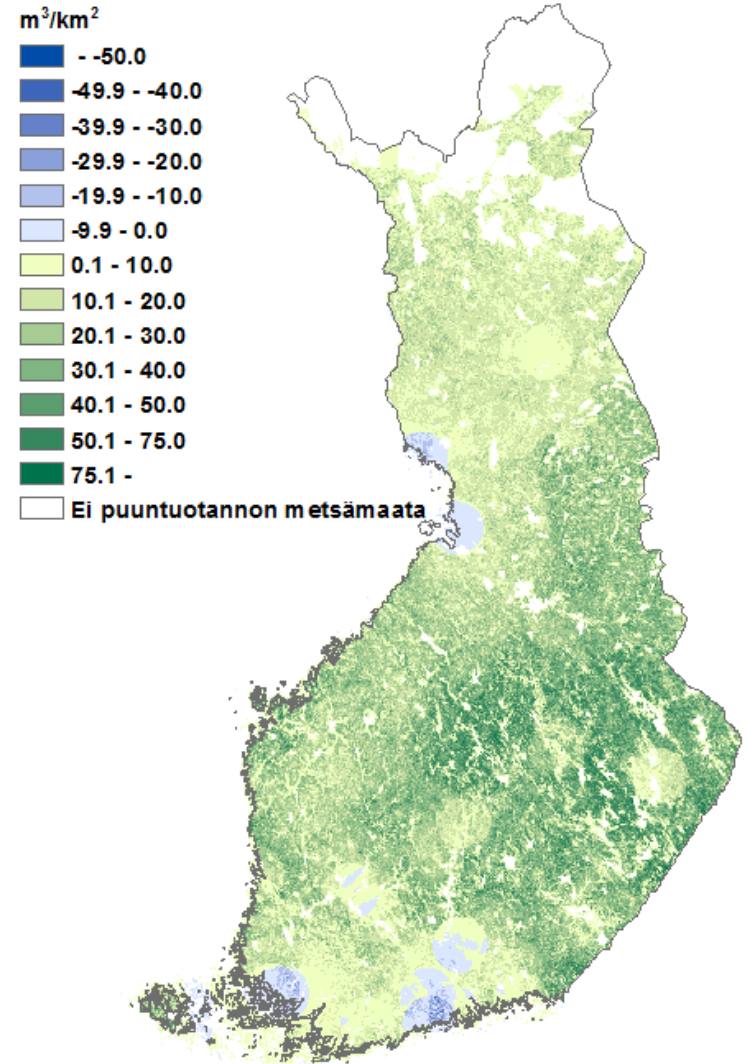 m³/km²
- -50.0
-49.9 - -40.0
-39.9 - -30.0
-29.9 - -20.0
-19.9 - -10.0
-9.9 - 0.0
0.1 - 10.0
10.1 - 20.0
20.1 - 30.0
30.1 - 40.0
40.1 - 50.0
50.1 - 75.0
75.1 -
Ei puuntuotannon metsämaata